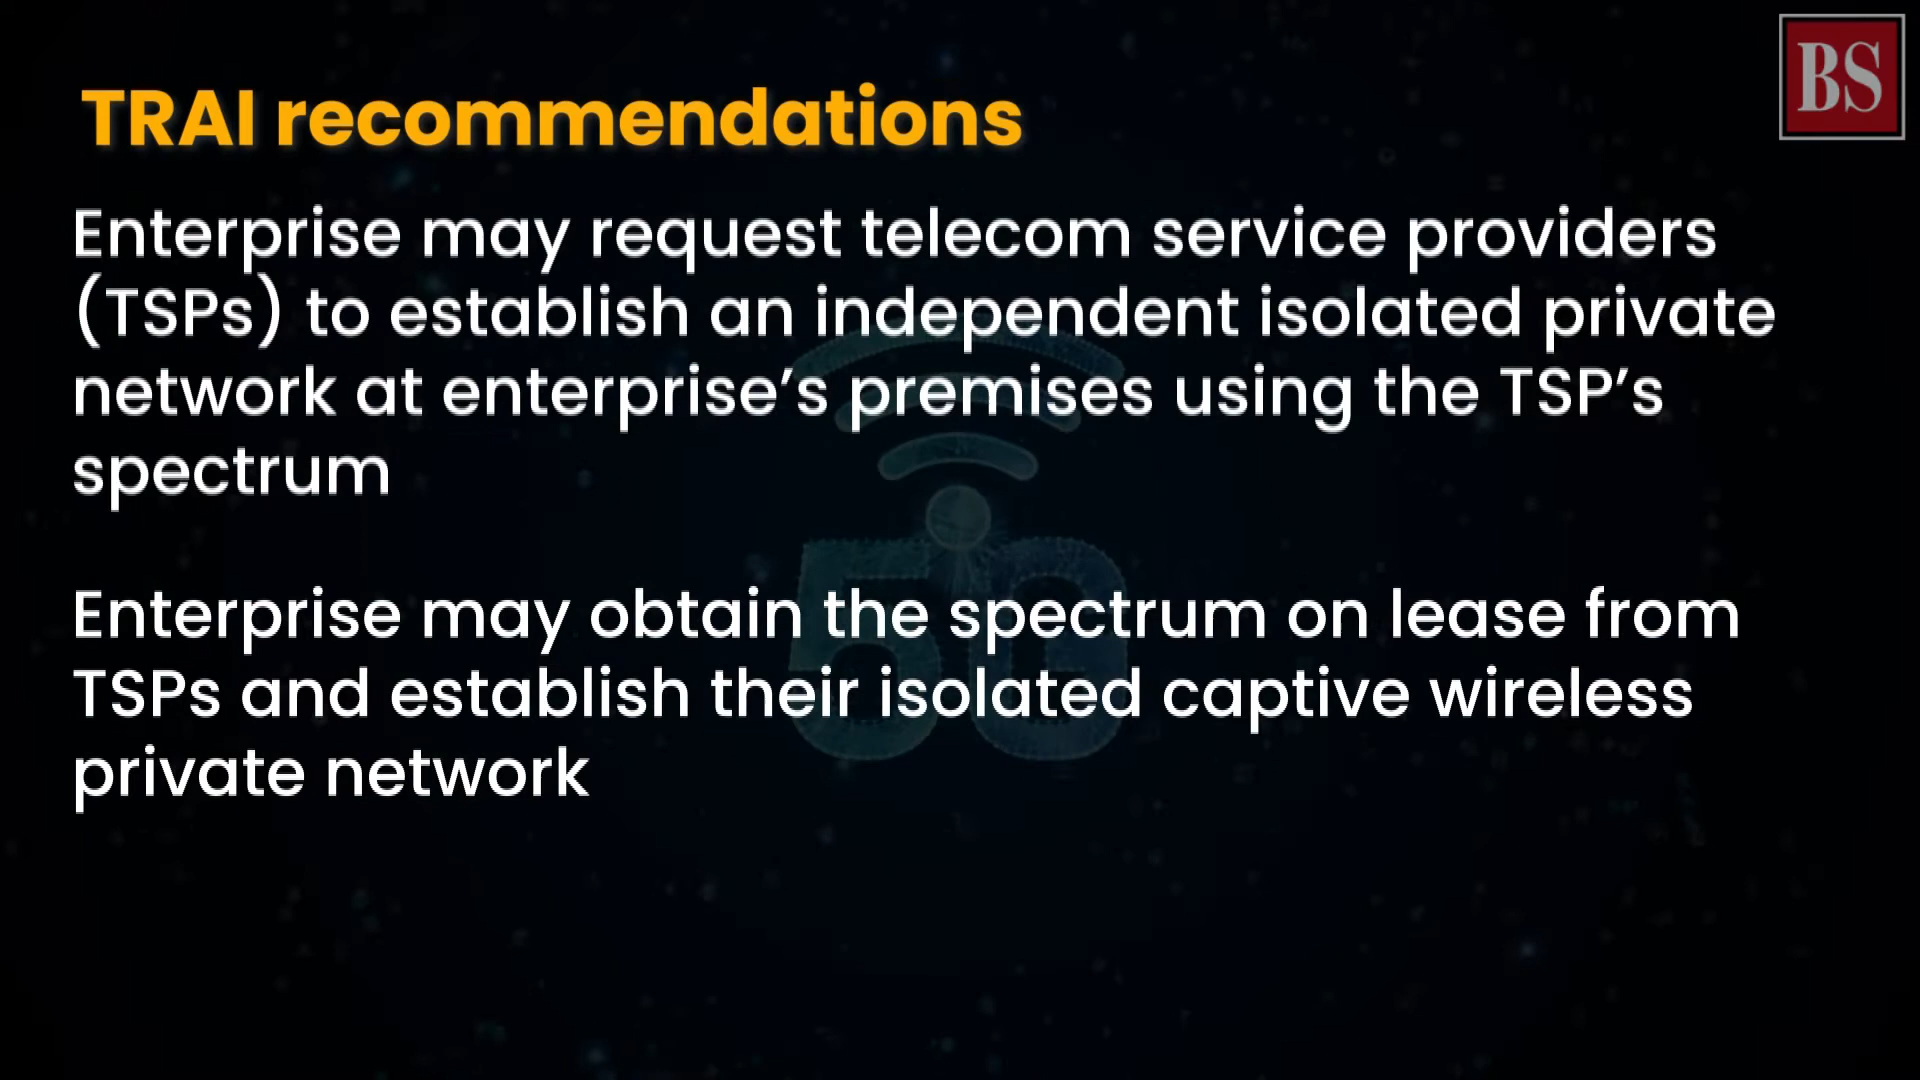 BS
TRAI recommendations
Enterprise may request telecom service providers
(TSPs) to establish an independent isolated private
network at enterprise’s premises using the TSP’s
spectrum
Enterprise may obtain the spectrum on lease from
TSPs and establish their isolated captive wireless
private network
5G